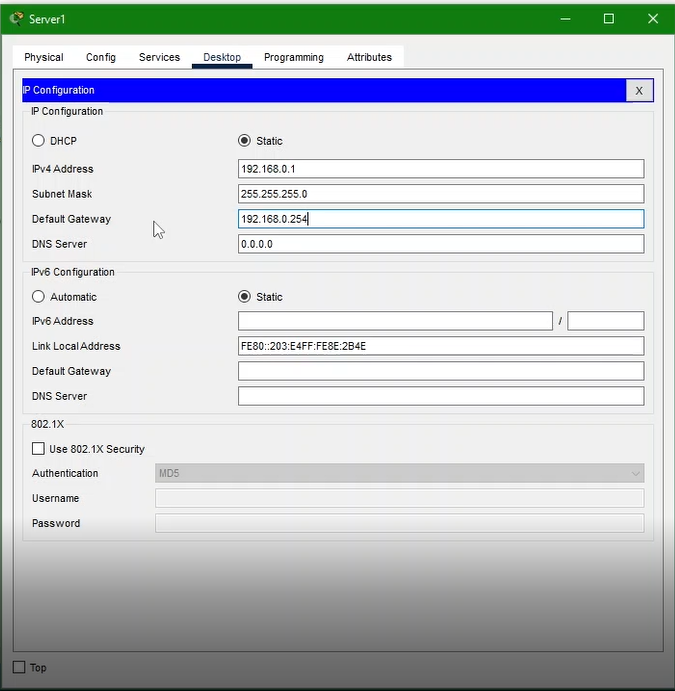 Server1
Physical Config Services Desktop Programming Attributes
IP Configuration X
IP Configuration
DHCP Static
IPv4 Address 192.168.0.1
Subnet Mask 255.255.255.0
Default Gateway 192.168.0.254
DNS Server 0.0.0.0
IPv6 Configuration
Automatic Static
IPv6 Address /
Link Local Address FE80::203:E4FF:FE8E:2B4E
Default Gateway
DNS Server
802.1X
Use 802.1X Security
Authentication MD5
Username
Password
Top